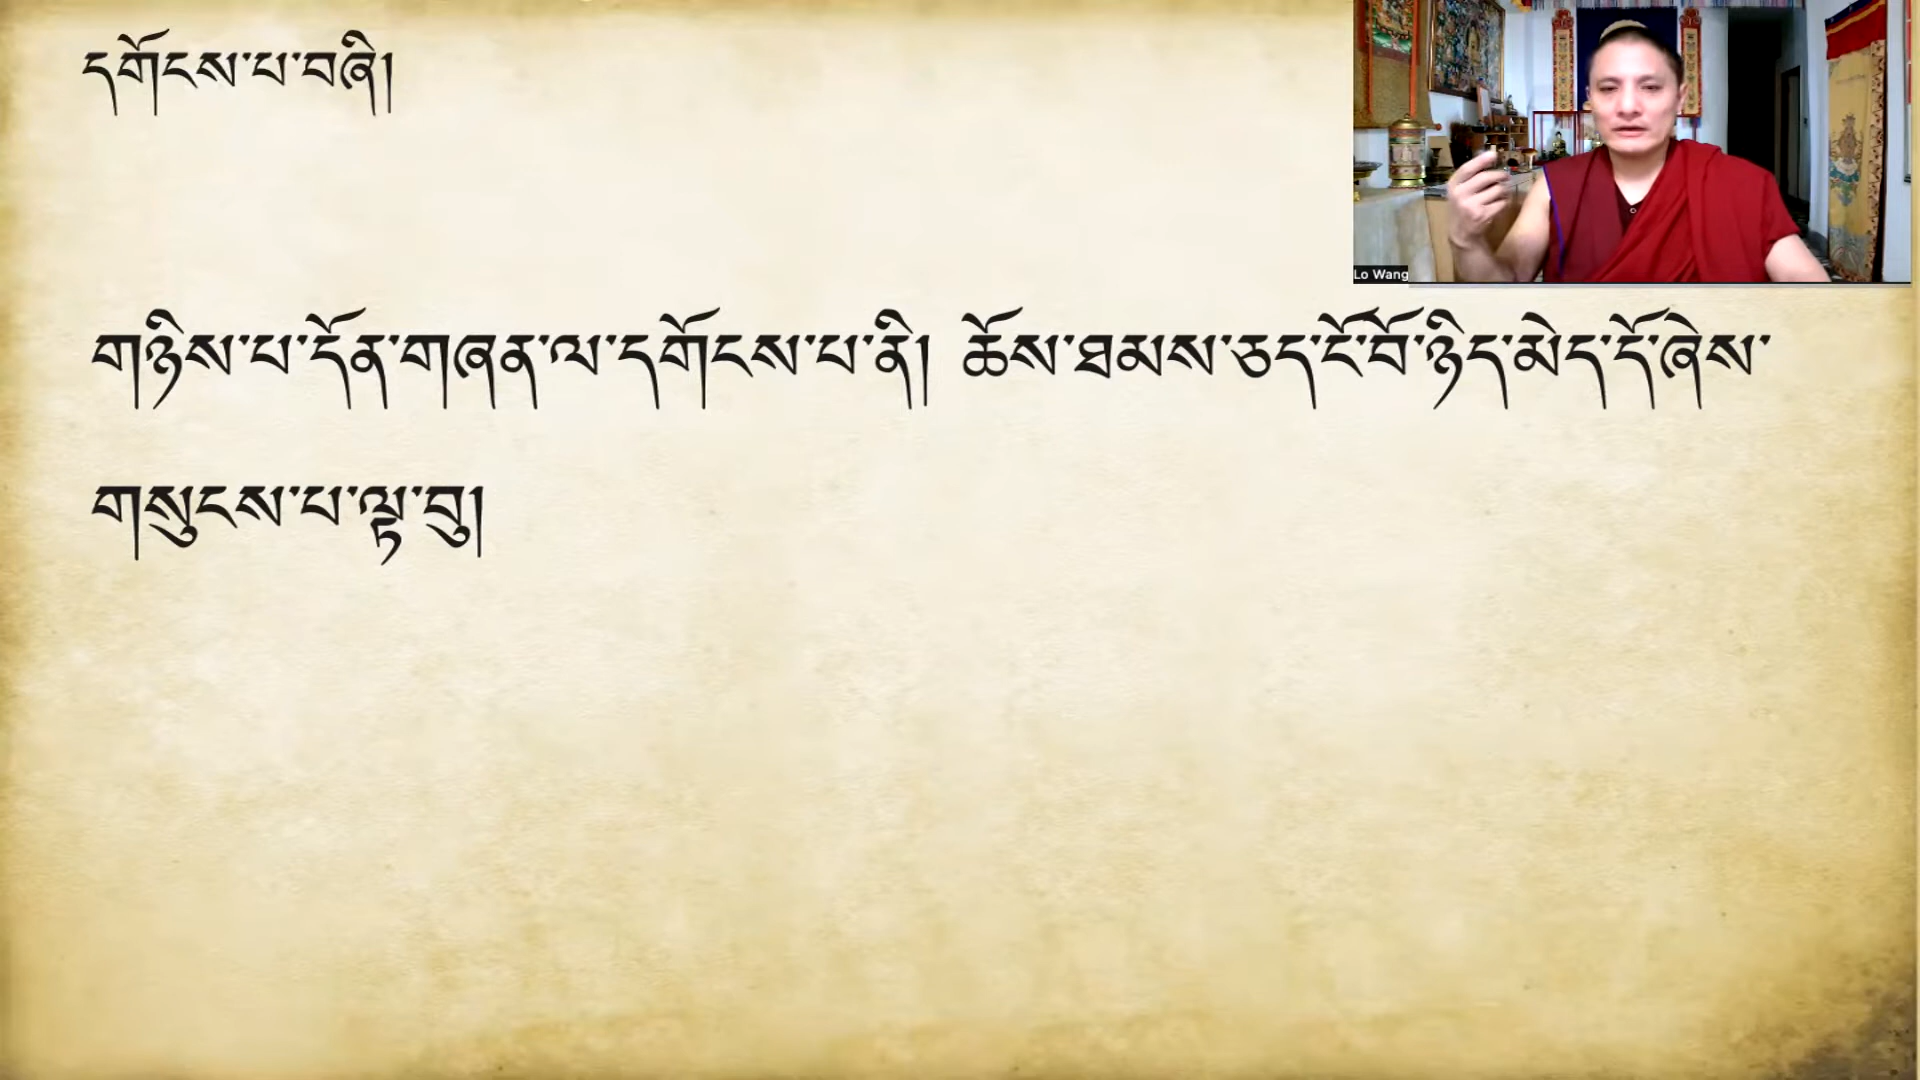 དགོངས་པ་བཞི།
Lo Wang
གཉིས་པ་དོན་གཞན་ལ་དགོངས་པ་ནི། ཆོས་ཐམས་ཅད་ངོ་བོ་ཉིད་མེད་དོ་ཞེས་
གསུངས་པ་ལྟ་བུ།